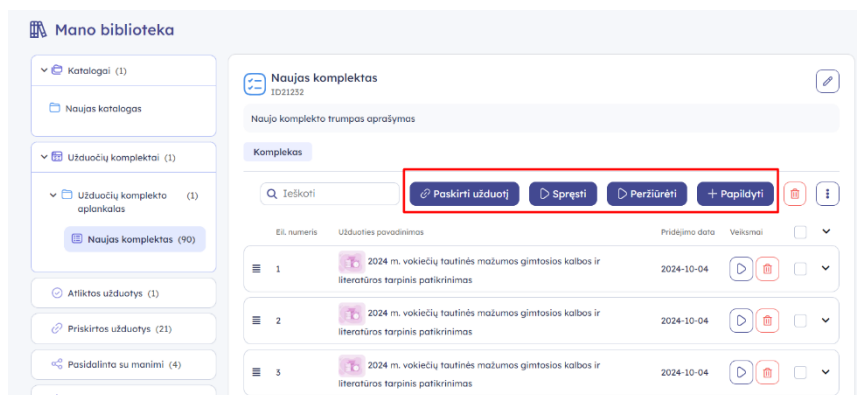 Mano biblioteka
Katalogai (1)
Naujas katalogas
Užduočių komplektai (1)
Užduočių komplekto (1)
aplankalas
Naujas komplektas (90)
Atliktos užduotys (1)
Priskirtos užduotys (21)
Pasidalinta su manimi (4)
Naujas komplektas
ID21232
Naujo komplekto trumpas aprašymas
Komplekas
Ieškoti
Paskirti užduotį
Spręsti
Peržiūrėti
Papildyti
Eil. numeris Užduoties pavadinimas Pridėjimo data Veiksmai
1 2024 m. vokiečių tautinės mažumos gimtosios kalbos ir 2024-10-04
literatūros tarpinis patikrinimas
2 2024 m. vokiečių tautinės mažumos gimtosios kalbos ir 2024-10-04
literatūros tarpinis patikrinimas
3 2024 m. vokiečių tautinės mažumos gimtosios kalbos ir 2024-10-04
literatūros tarpinis patikrinimas